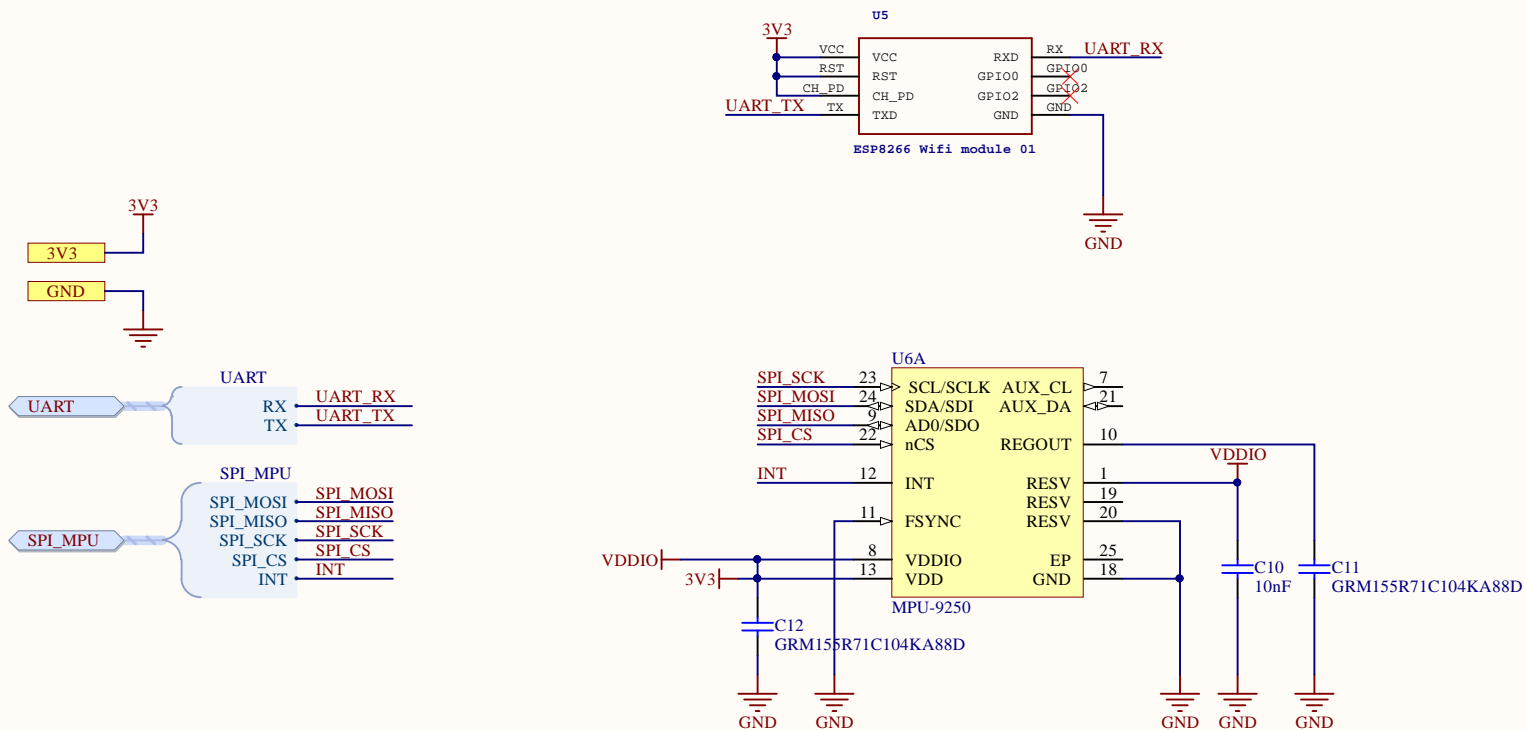 U5
3V3
VCC
RST
CH_PD
UART_TX
TX
VCC
RST
CH_PD
TXD
RXD
GPIO0
GPIO2
GND
RX
UART_RX
GPIO0
GPIO2
GND
ESP8266 Wifi module 01
GND
3V3
3V3
GND
UART
UART
RX
UART_RX
TX
UART_TX
SPI_MPU
SPI_MPU
SPI_MOSI
SPI_MOSI
SPI_MISO
SPI_MISO
SPI_SCK
SPI_SCK
SPI_CS
SPI_CS
INT
INT
U6A
SPI_SCK
23
SCL/SCLK
AUX_CL
7
SPI_MOSI
24
SDA/SDI
AUX_DA
21
SPI_MISO
9
AD0/SDO
SPI_CS
22
nCS
REGOUT
10
INT
12
INT
RESV
1
VDDIO
RESV
19
11
FSYNC
RESV
20
VDDIO
8
VDDIO
EP
25
3V3
13
VDD
GND
18
MPU-9250
C12
GRM155R71C104KA88D
C10
10nF
C11
GRM155R71C104KA88D
GND
GND
GND
GND
GND